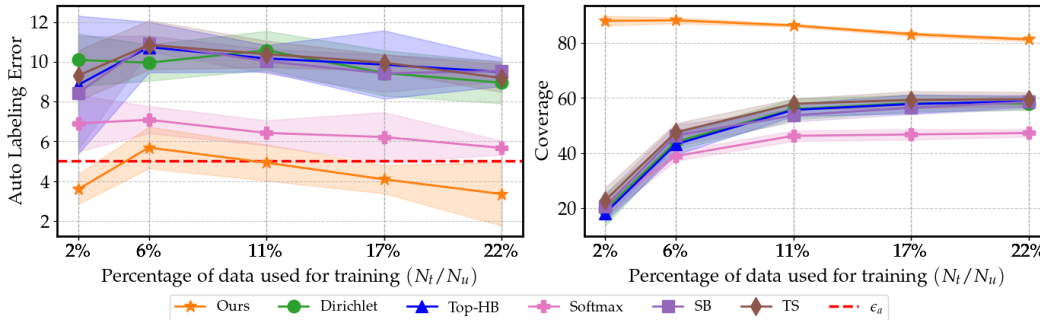 Auto Labeling Error
12
10
8
6
4
2
2% 6% 11% 17% 22%
Percentage of data used for training (N_t/N_u)
Coverage
80
60
40
20
2% 6% 11% 17% 22%
Percentage of data used for training (N_t/N_u)
Ours Dirichlet Top-HB Softmax SB TS ϵ_a